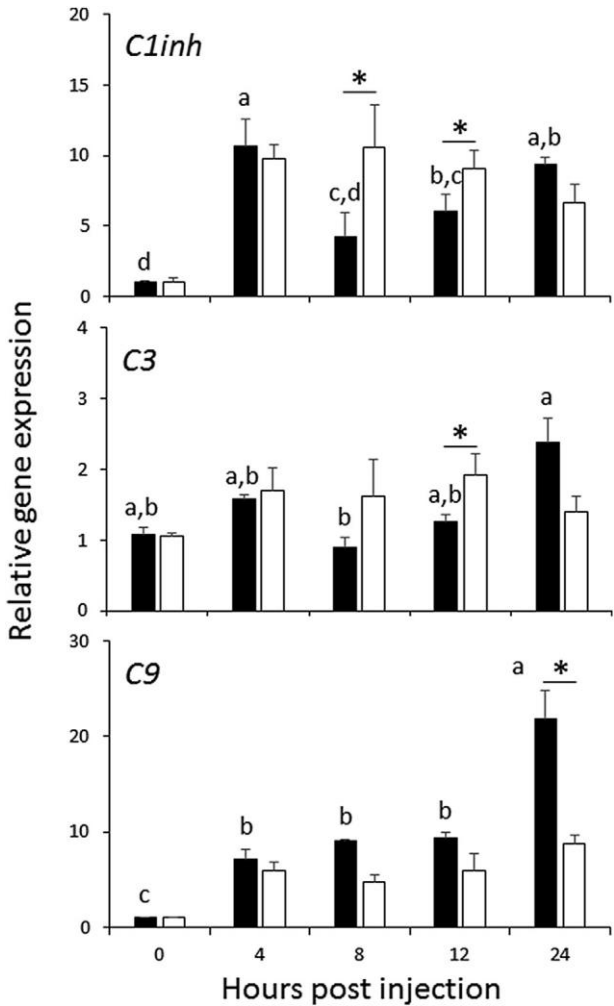 Relative gene expression
20
C1inh
15
10
5
0
d
a
c,d
*
b,c
*
a,b
4
C3
3
2
1
0
a,b
a,b
b
a,b
*
a
30
C9
20
10
0
c
b
b
b
a
*
0 4 8 12 24
Hours post injection